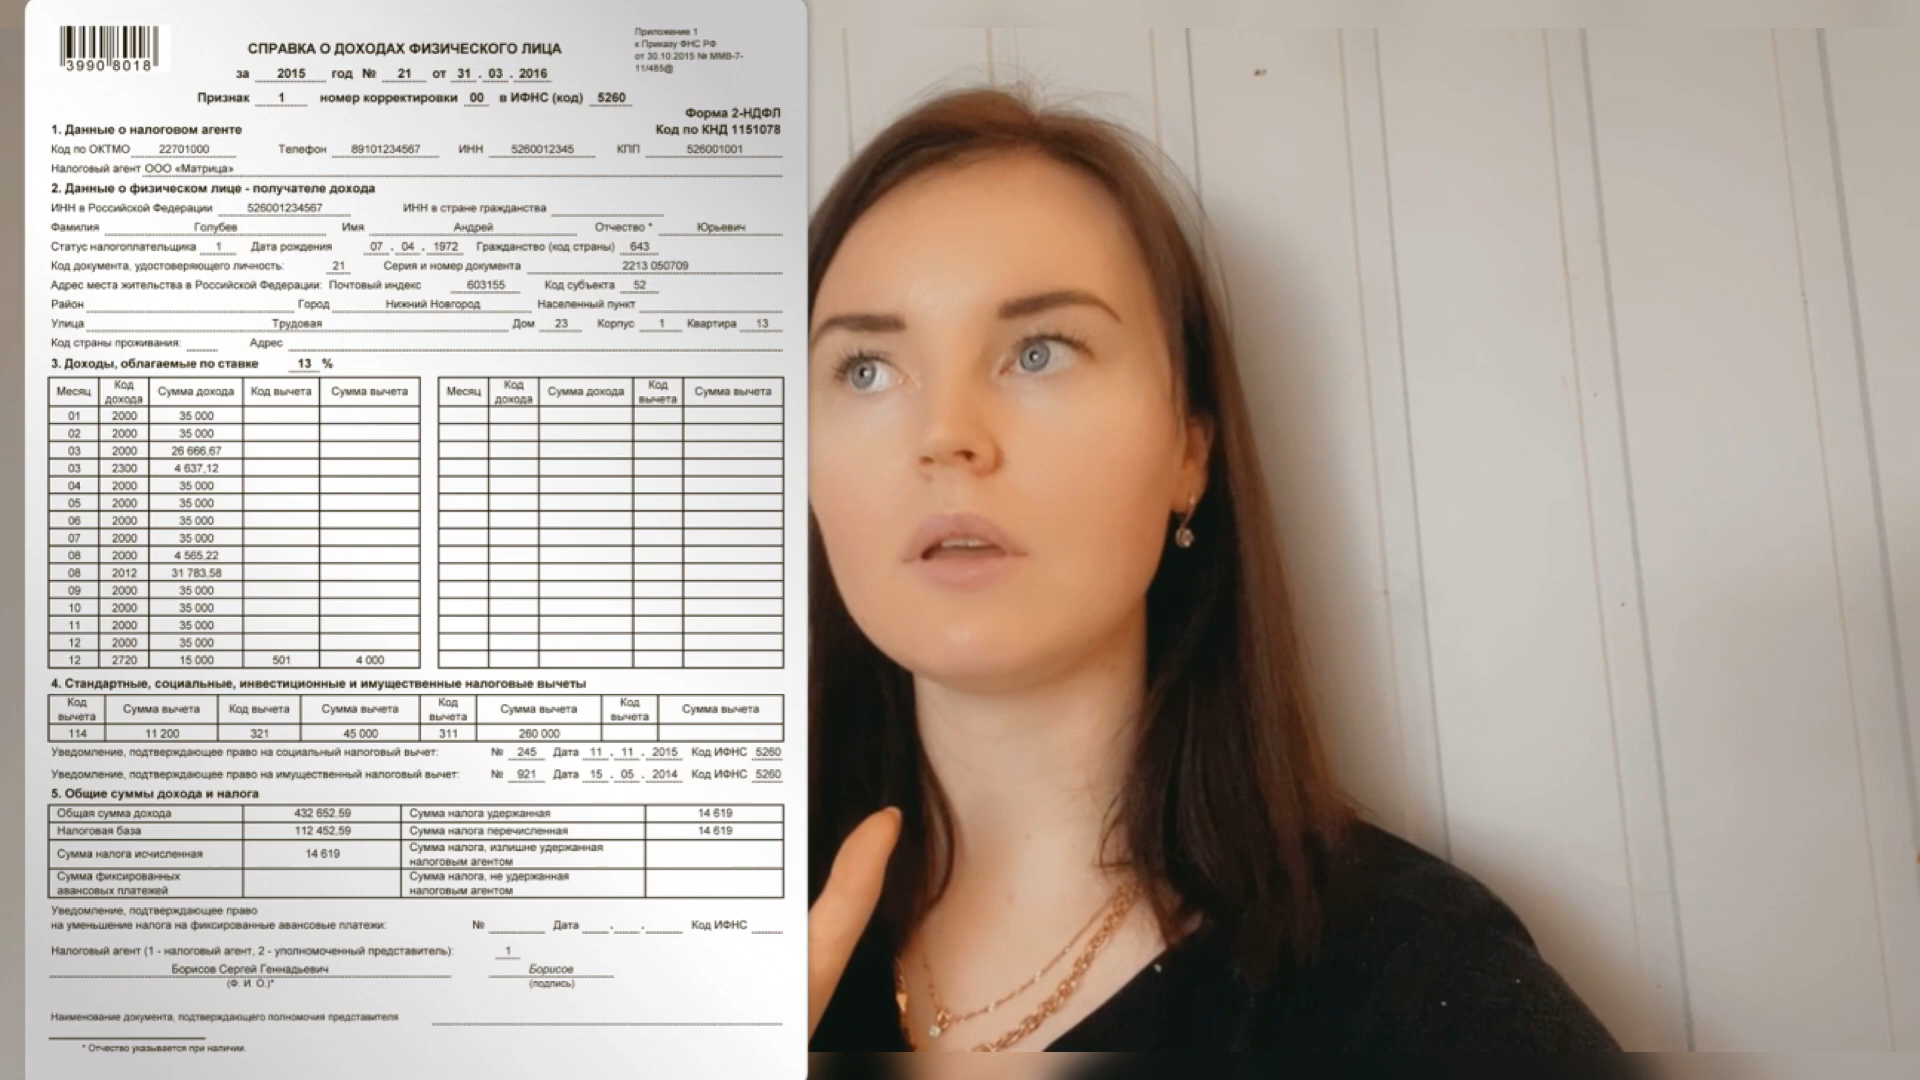 3990 8018
СПРАВКА О ДОХОДАХ ФИЗИЧЕСКОГО ЛИЦА
Приложение 1
к Приказу ФНС РФ
от 30.10.2015 № ММВ-7-
11/485@
за 2015 год № 21 от 31 . 03 . 2016
Признак 1 номер корректировки 00 в ИФНС (код) 5260
Форма 2-НДФЛ
Код по КНД 1151078
1. Данные о налоговом агенте
Код по ОКТМО 22701000 Телефон 89101234567 ИНН 5260012345 КПП 526001001
Налоговый агент ООО «Матрица»
2. Данные о физическом лице - получателе дохода
ИНН в Российской Федерации 526001234567 ИНН в стране гражданства
Фамилия Голубев Имя Андрей Отчество * Юрьевич
Статус налогоплательщика 1 Дата рождения 07 . 04 . 1972 Гражданство (код страны) 643
Код документа, удостоверяющего личность: 21 Серия и номер документа 2213 050709
Адрес места жительства в Российской Федерации: Почтовый индекс 603155 Код субъекта 52
Район Город Нижний Новгород Населенный пункт
Улица Трудовая Дом 23 Корпус 1 Квартира 13
Код страны проживания: Адрес
3. Доходы, облагаемые по ставке 13 %
Месяц Код дохода Сумма дохода Код вычета Сумма вычета Месяц Код дохода Сумма дохода Код вычета Сумма вычета
01 2000 35 000
02 2000 35 000
03 2000 26 666,67
03 2300 4 637,12
04 2000 35 000
05 2000 35 000
06 2000 35 000
07 2000 35 000
08 2000 4 565,22
08 2012 31 783,58
09 2000 35 000
10 2000 35 000
11 2000 35 000
12 2000 35 000
12 2720 15 000 501 4 000
4. Стандартные, социальные, инвестиционные и имущественные налоговые вычеты
Код вычета Сумма вычета Код вычета Сумма вычета Код вычета Сумма вычета Код вычета Сумма вычета
114 11 200 321 45 000 311 260 000
Уведомление, подтверждающее право на социальный налоговый вычет: № 245 Дата 11 . 11 . 2015 Код ИФНС 5260
Уведомление, подтверждающее право на имущественный налоговый вычет: № 921 Дата 15 . 05 . 2014 Код ИФНС 5260
5. Общие суммы дохода и налога
Общая сумма дохода 432 652,59 Сумма налога удержанная 14 619
Налоговая база 112 452,59 Сумма налога перечисленная 14 619
Сумма налога исчисленная 14 619 Сумма налога, излишне удержанная налоговым агентом
Сумма фиксированных авансовых платежей Сумма налога, не удержанная налоговым агентом
Уведомление, подтверждающее право
на уменьшение налога на фиксированные авансовые платежи: № Дата . . Код ИФНС
Налоговый агент (1 - налоговый агент, 2 - уполномоченный представитель): 1
Борисов Сергей Геннадьевич Борисов
(Ф. И. О.)* (подпись)
Наименование документа, подтверждающего полномочия представителя
* Отчество указывается при наличии.